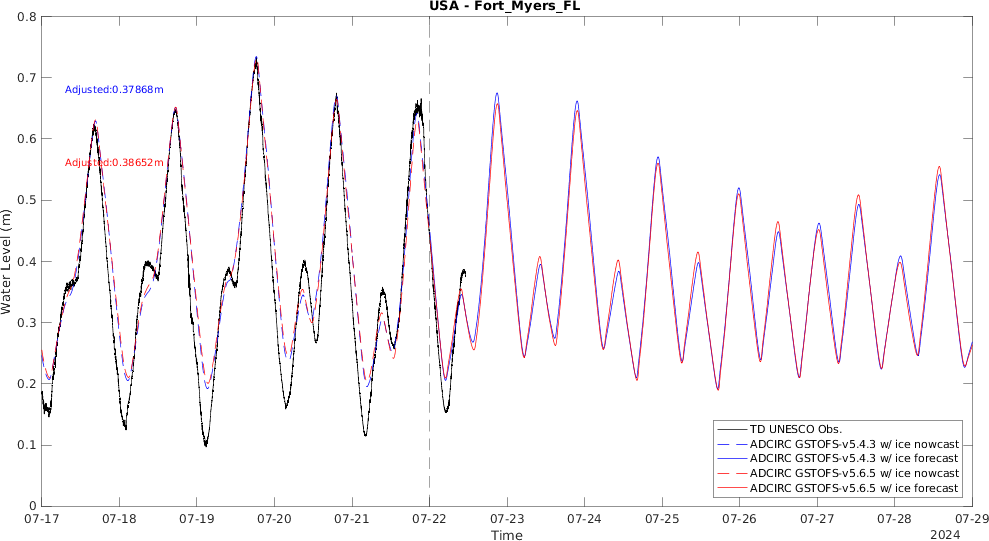 USA - Fort_Myers_FL
0.8
0.7
0.6
0.5
0.4
0.3
0.2
0.1
0
Water Level (m)
Adjusted:0.37868m
Adjusted:0.38652m
TD UNESCO Obs.
ADCIRC GSTOFS-v5.4.3 w/ ice nowcast
ADCIRC GSTOFS-v5.4.3 w/ ice forecast
ADCIRC GSTOFS-v5.6.5 w/ ice nowcast
ADCIRC GSTOFS-v5.6.5 w/ ice forecast
07-17 07-18 07-19 07-20 07-21 07-22 07-23 07-24 07-25 07-26 07-27 07-28 07-29
Time
2024